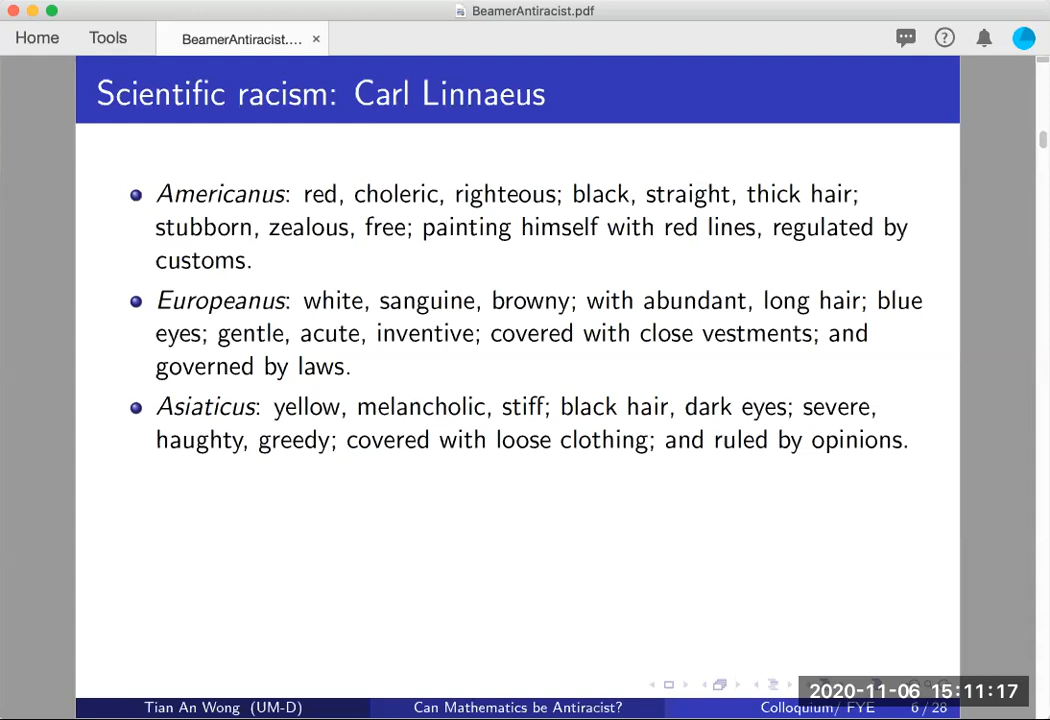 BeamerAntiracist.pdf
Home Tools BeamerAntiracist.... ×
Scientific racism: Carl Linnaeus
Americanus: red, choleric, righteous; black, straight, thick hair;
stubborn, zealous, free; painting himself with red lines, regulated by
customs.
Europeanus: white, sanguine, browny; with abundant, long hair; blue
eyes; gentle, acute, inventive; covered with close vestments; and
governed by laws.
Asiaticus: yellow, melancholic, stiff; black hair, dark eyes; severe,
haughty, greedy; covered with loose clothing; and ruled by opinions.
2020-11-06 15:11:17
Tian An Wong (UM-D) Can Mathematics be Antiracist? Colloquium/ FYE 6 / 28